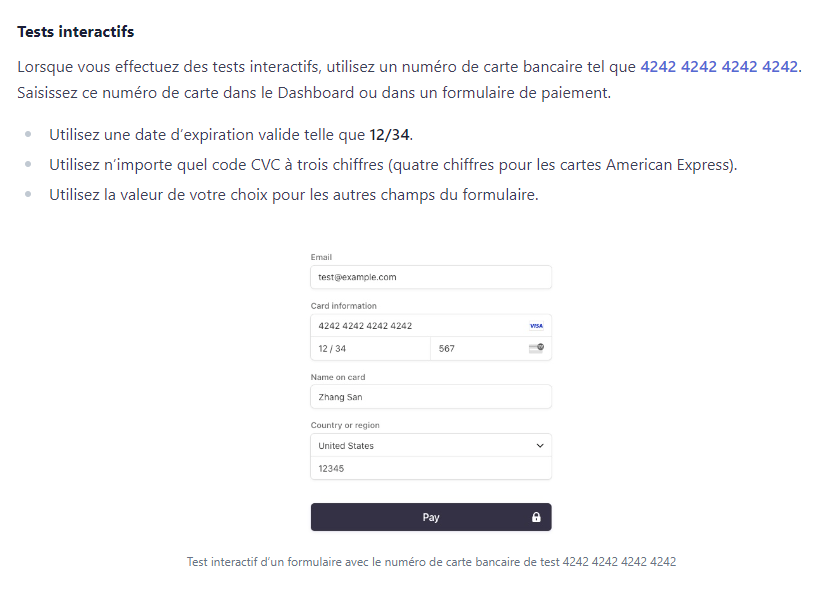 Tests interactifs
Lorsque vous effectuez des tests interactifs, utilisez un numéro de carte bancaire tel que 4242 4242 4242 4242.
Saisissez ce numéro de carte dans le Dashboard ou dans un formulaire de paiement.
Utilisez une date d’expiration valide telle que 12/34.
Utilisez n’importe quel code CVC à trois chiffres (quatre chiffres pour les cartes American Express).
Utilisez la valeur de votre choix pour les autres champs du formulaire.
Email
test@example.com
Card information
4242 4242 4242 4242 VISA
12 / 34 567
Name on card
Zhang San
Country or region
United States
12345
Pay
Test interactif d’un formulaire avec le numéro de carte bancaire de test 4242 4242 4242 4242